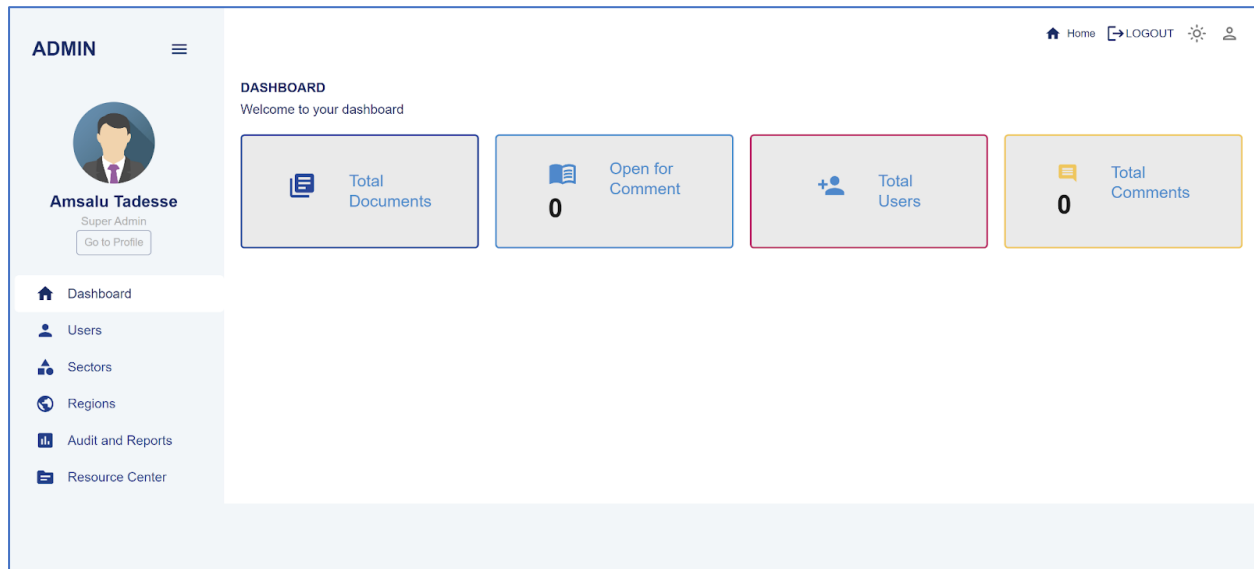 ADMIN
Home
LOGOUT
Amsalu Tadesse
Super Admin
Go to Profile
Dashboard
Users
Sectors
Regions
Audit and Reports
Resource Center
DASHBOARD
Welcome to your dashboard
Total
Documents
Open for
Comment
0
Total
Users
Total
Comments
0